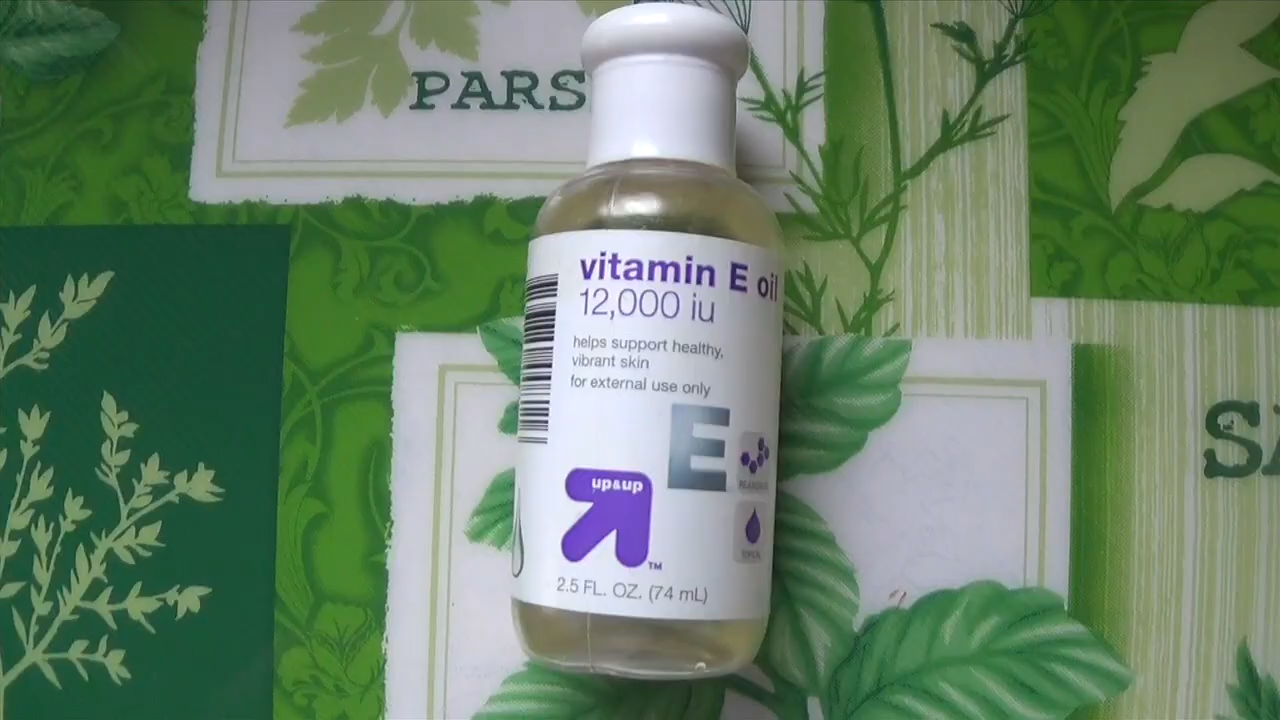 PARS
vitamin E oil
12,000 iu
helps support healthy,
vibrant skin
for external use only
E
up&up
TM
2.5 FL. OZ. (74 mL)